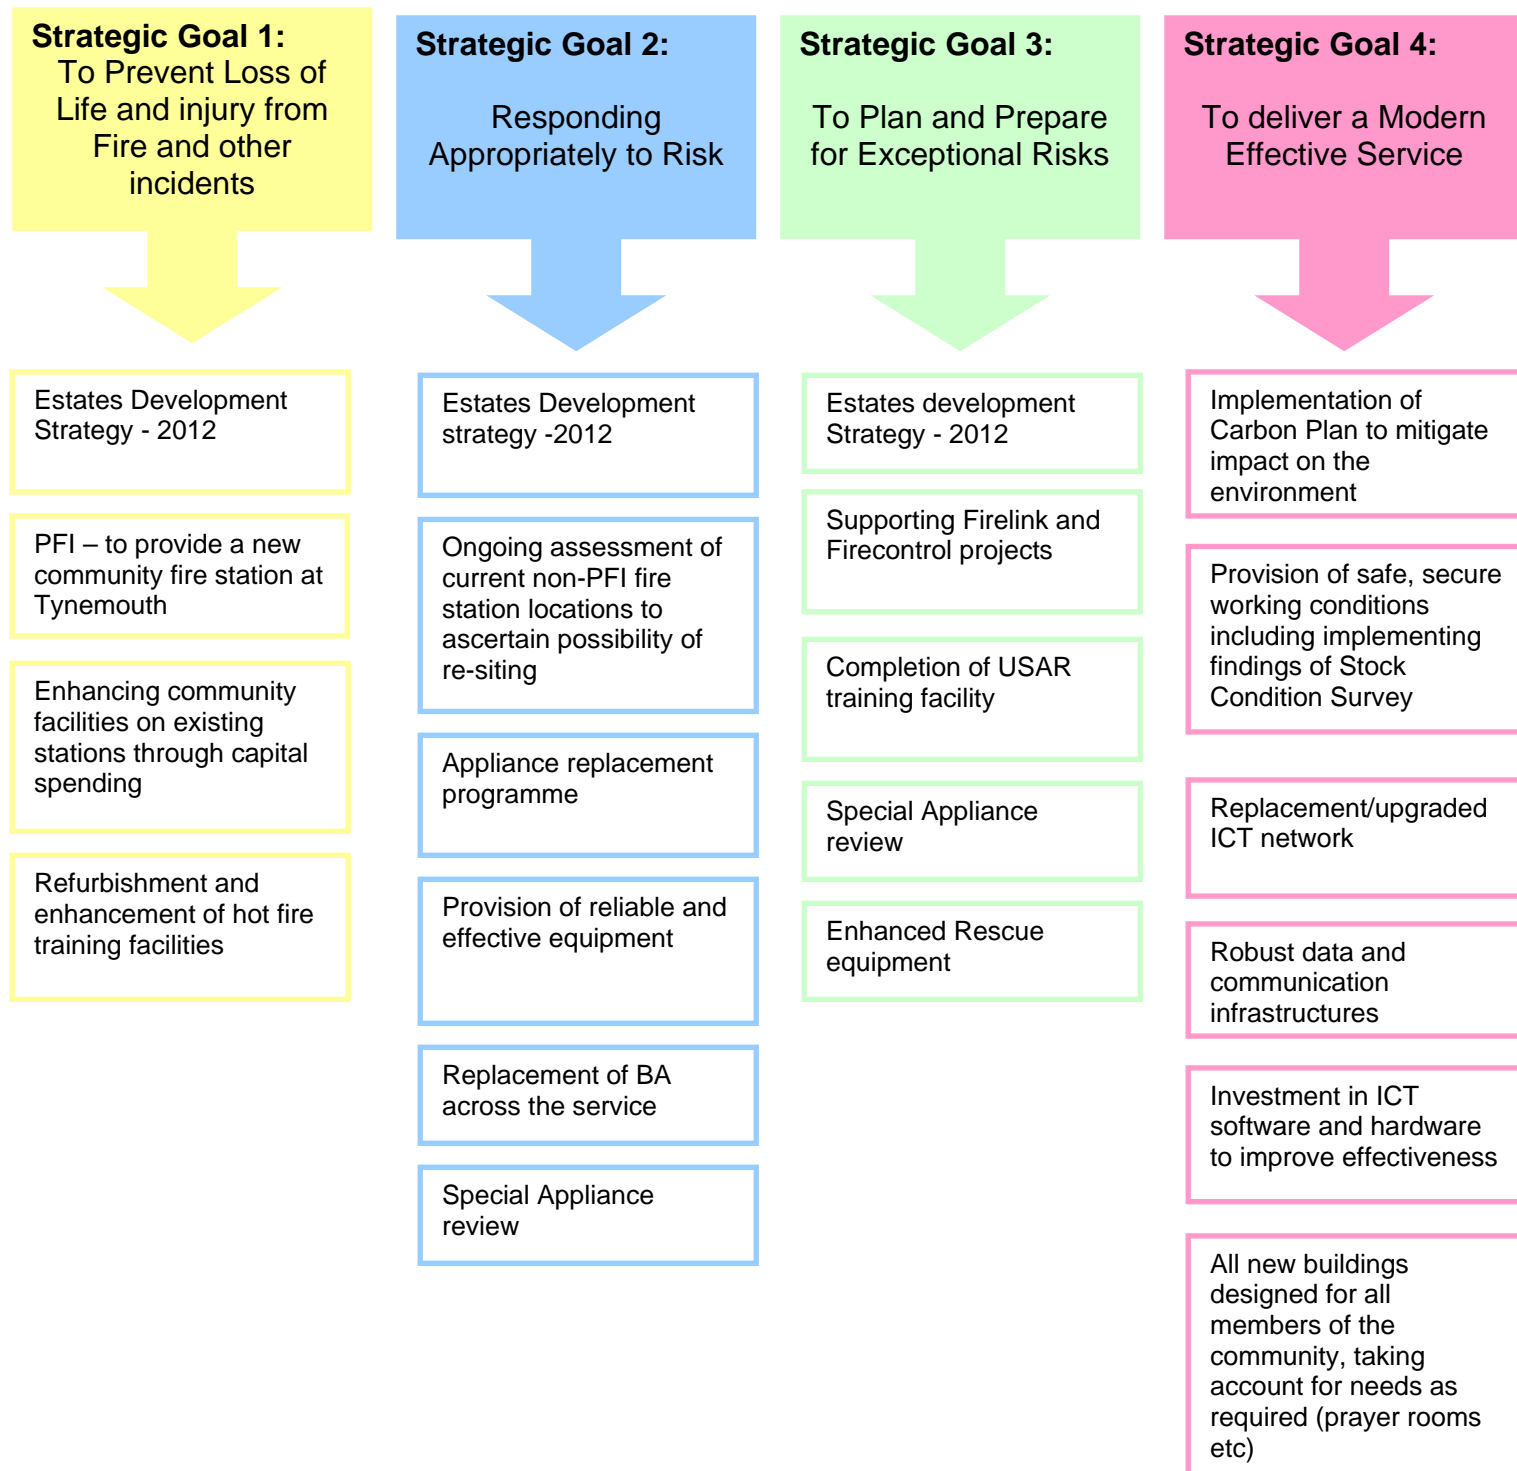 Strategic Goal 1:
To Prevent Loss of
Life and injury from
Fire and other
incidents
Estates Development
Strategy - 2012
PFI – to provide a new
community fire station at
Tynemouth
Enhancing community
facilities on existing
stations through capital
spending
Refurbishment and
enhancement of hot fire
training facilities
Strategic Goal 2:
Responding
Appropriately to Risk
Estates Development
strategy -2012
Ongoing assessment of
current non-PFI fire
station locations to
ascertain possibility of
re-siting
Appliance replacement
programme
Provision of reliable and
effective equipment
Replacement of BA
across the service
Special Appliance
review
Strategic Goal 3:
To Plan and Prepare
for Exceptional Risks
Estates development
Strategy - 2012
Supporting Firelink and
Firecontrol projects
Completion of USAR
training facility
Special Appliance
review
Enhanced Rescue
equipment
Strategic Goal 4:
To deliver a Modern
Effective Service
Implementation of
Carbon Plan to mitigate
impact on the
environment
Provision of safe, secure
working conditions
including implementing
findings of Stock
Condition Survey
Replacement/upgraded
ICT network
Robust data and
communication
infrastructures
Investment in ICT
software and hardware
to improve effectiveness
All new buildings
designed for all
members of the
community, taking
account for needs as
required (prayer rooms
etc)